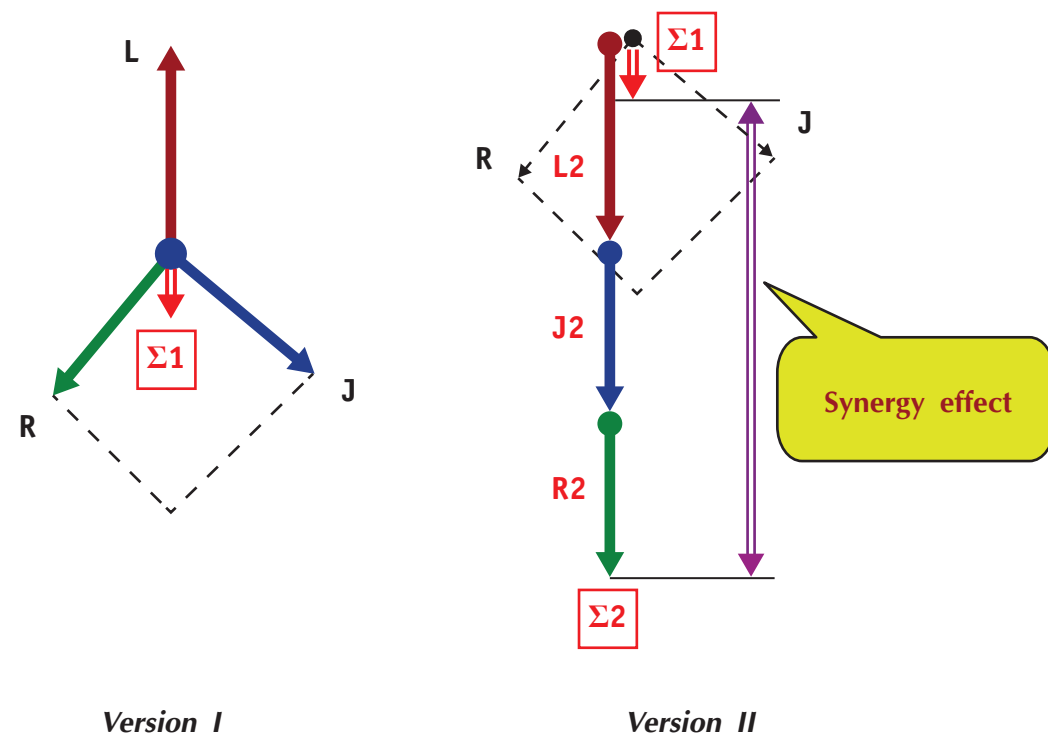 L
Σ1
R
J
Version I
Σ1
J
R
L2
J2
Synergy effect
R2
Σ2
Version II